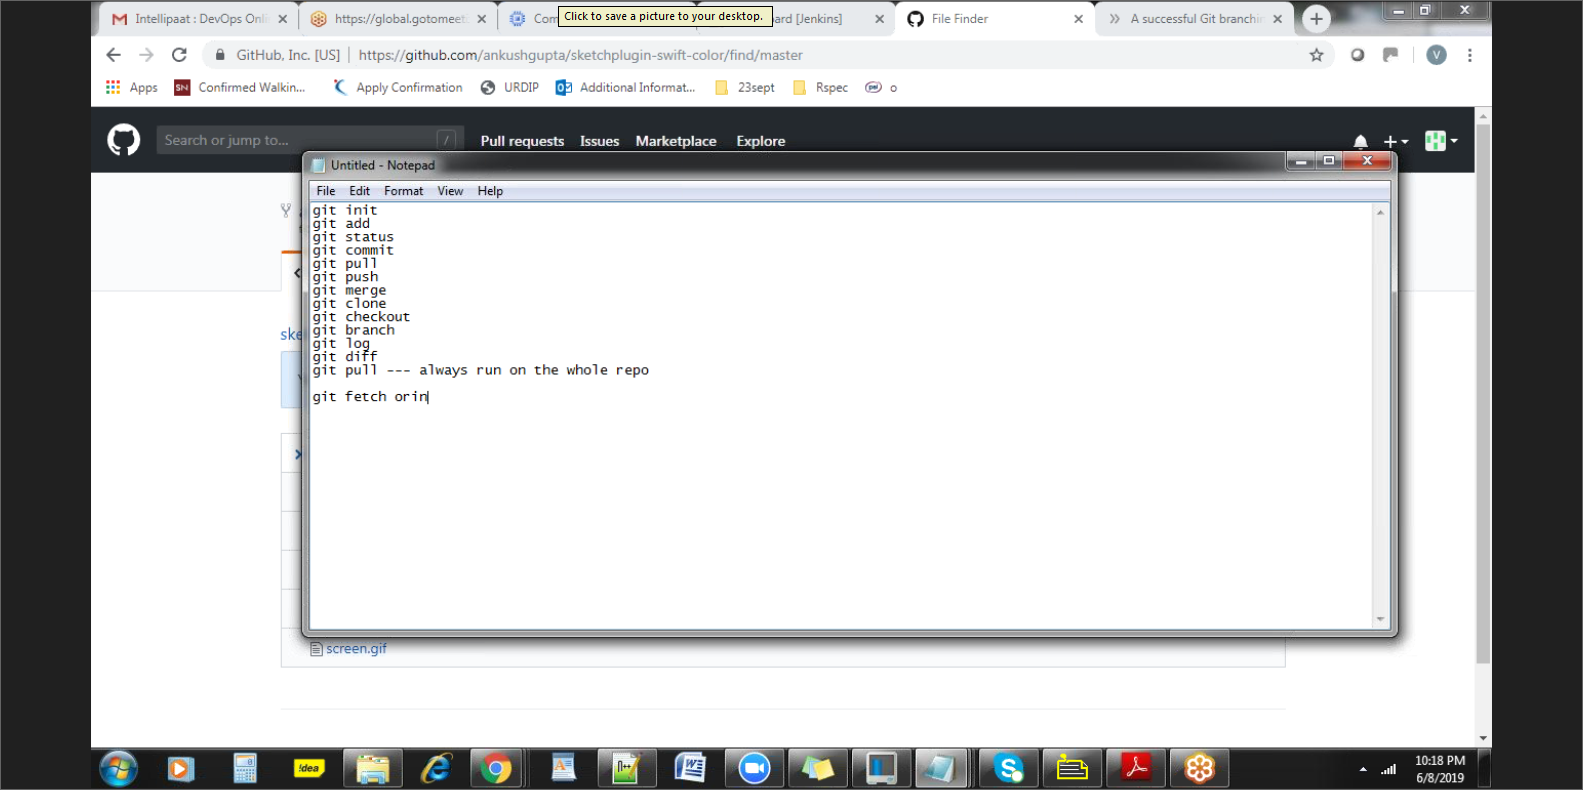 Intellipaat : DevOps Onli
https://global.gotomeeti
Com
Click to save a picture to your desktop.
ard [Jenkins]
File Finder
A successful Git branchi
GitHub, Inc. [US] | https://github.com/ankushgupta/sketchplugin-swift-color/find/master
V
Apps
SN
Confirmed Walkin...
Apply Confirmation
URDIP
Additional Informat...
23sept
Rspec
o
Search or jump to...
/
Pull requests
Issues
Marketplace
Explore
Untitled - Notepad
File Edit Format View Help
git init
git add
git status
git commit
git pull
git push
git merge
git clone
git checkout
git branch
git log
git diff
git pull --- always run on the whole repo
git fetch orin
ske
screen.gif
!dea
10:18 PM
6/8/2019